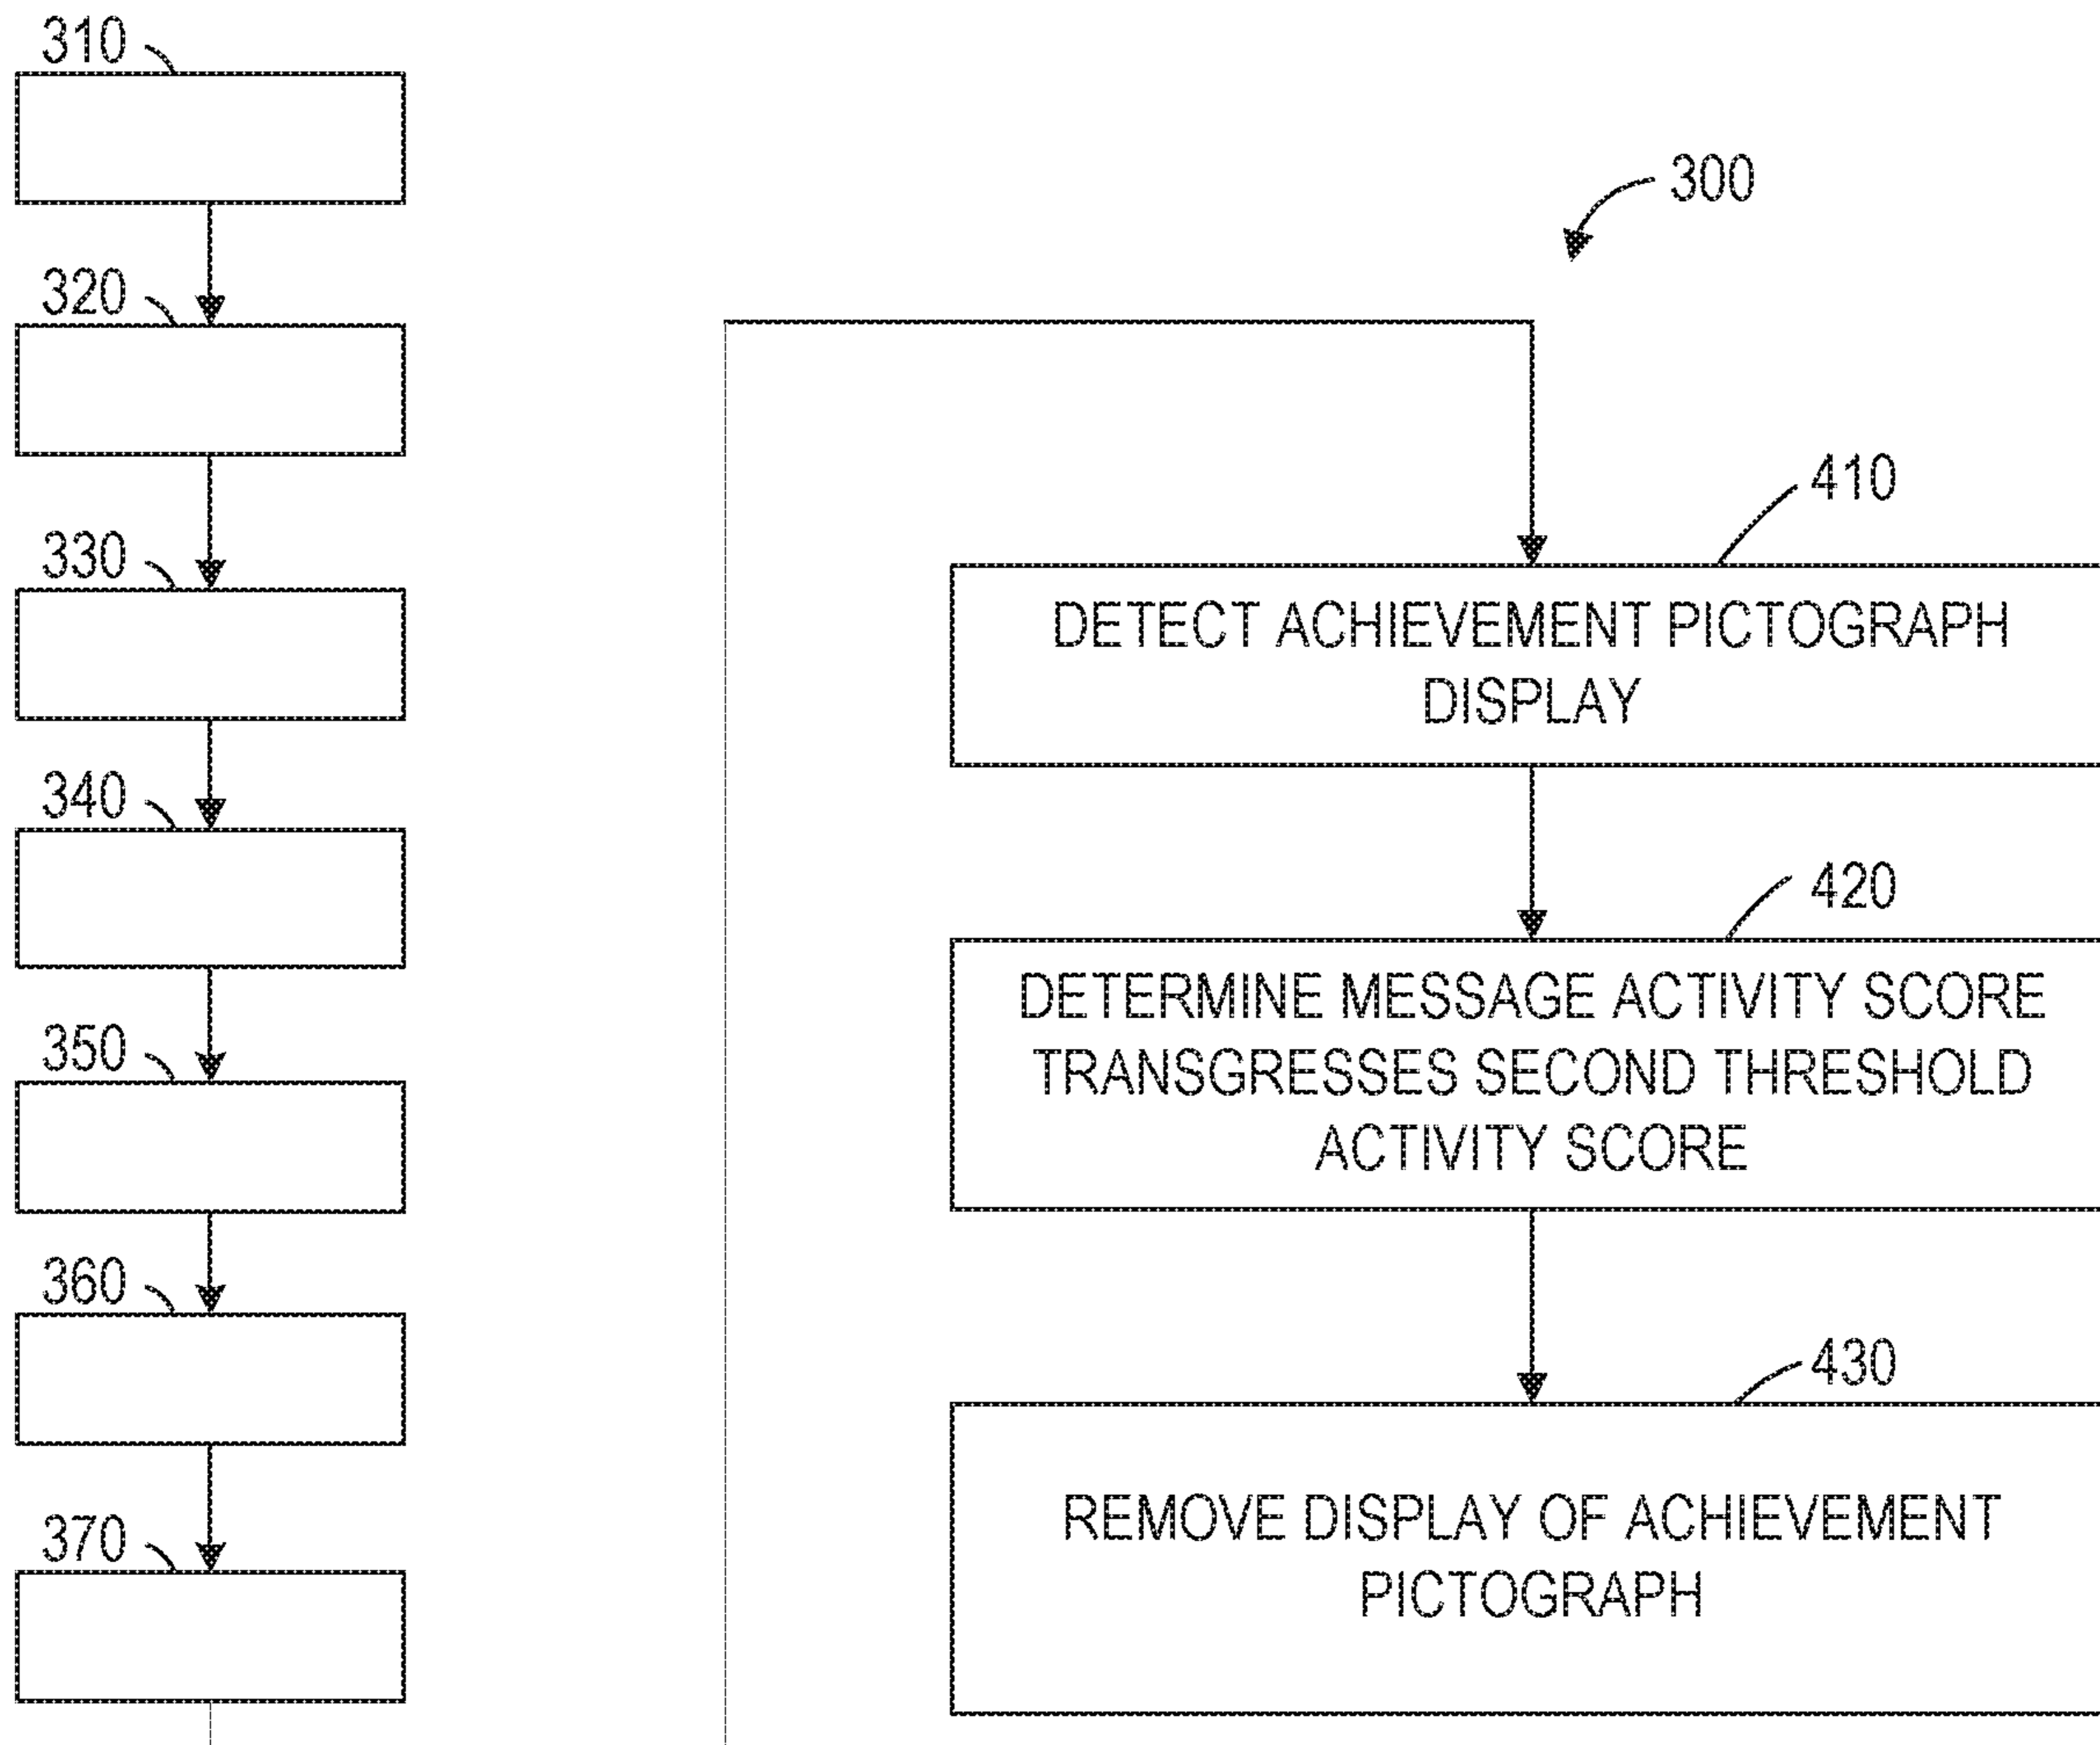 310
320
330
340
350
360
370
300
410
DETECT ACHIEVEMENT PICTOGRAPH
DISPLAY
420
DETERMINE MESSAGE ACTIVITY SCORE
TRANSGRESSES SECOND THRESHOLD
ACTIVITY SCORE
430
REMOVE DISPLAY OF ACHIEVEMENT
PICTOGRAPH